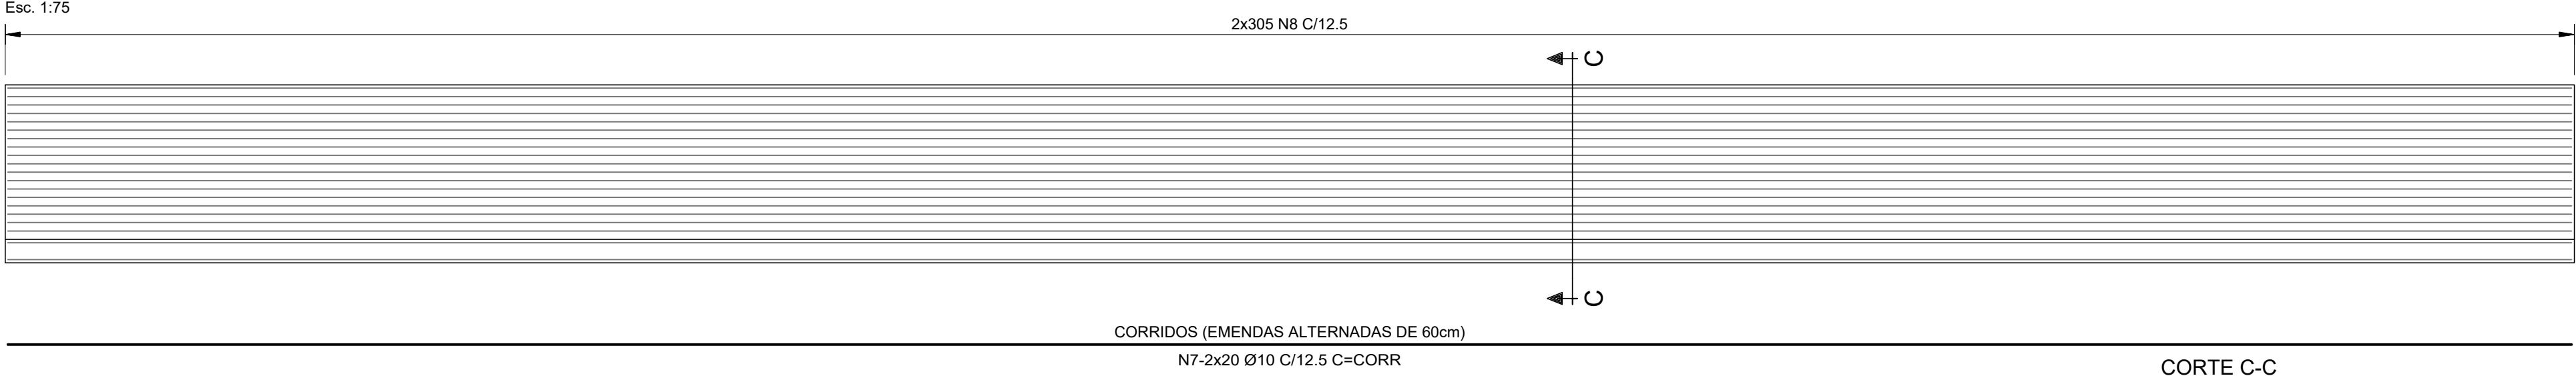 Esc. 1:75
2x305 N8 C/12.5
C
C
CORRIDOS (EMENDAS ALTERNADAS DE 60cm)
N7-2x20 Ø10 C/12.5 C=CORR
CORTE C-C